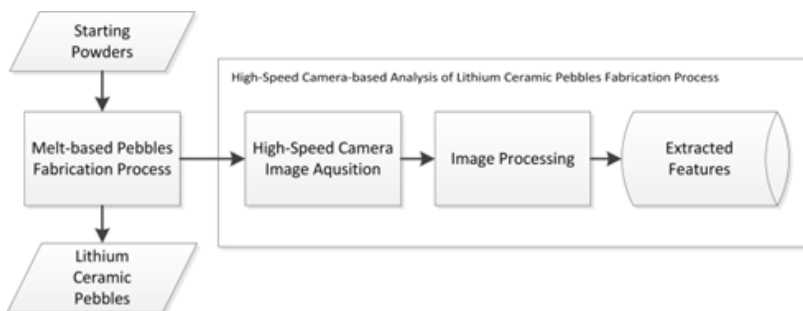 Starting
Powders
High-Speed Camera-based Analysis of Lithium Ceramic Pebbles Fabrication Process
Melt-based Pebbles
Fabrication Process
High-Speed Camera
Image Aqusition
Image Processing
Extracted
Features
Lithium
Ceramic
Pebbles